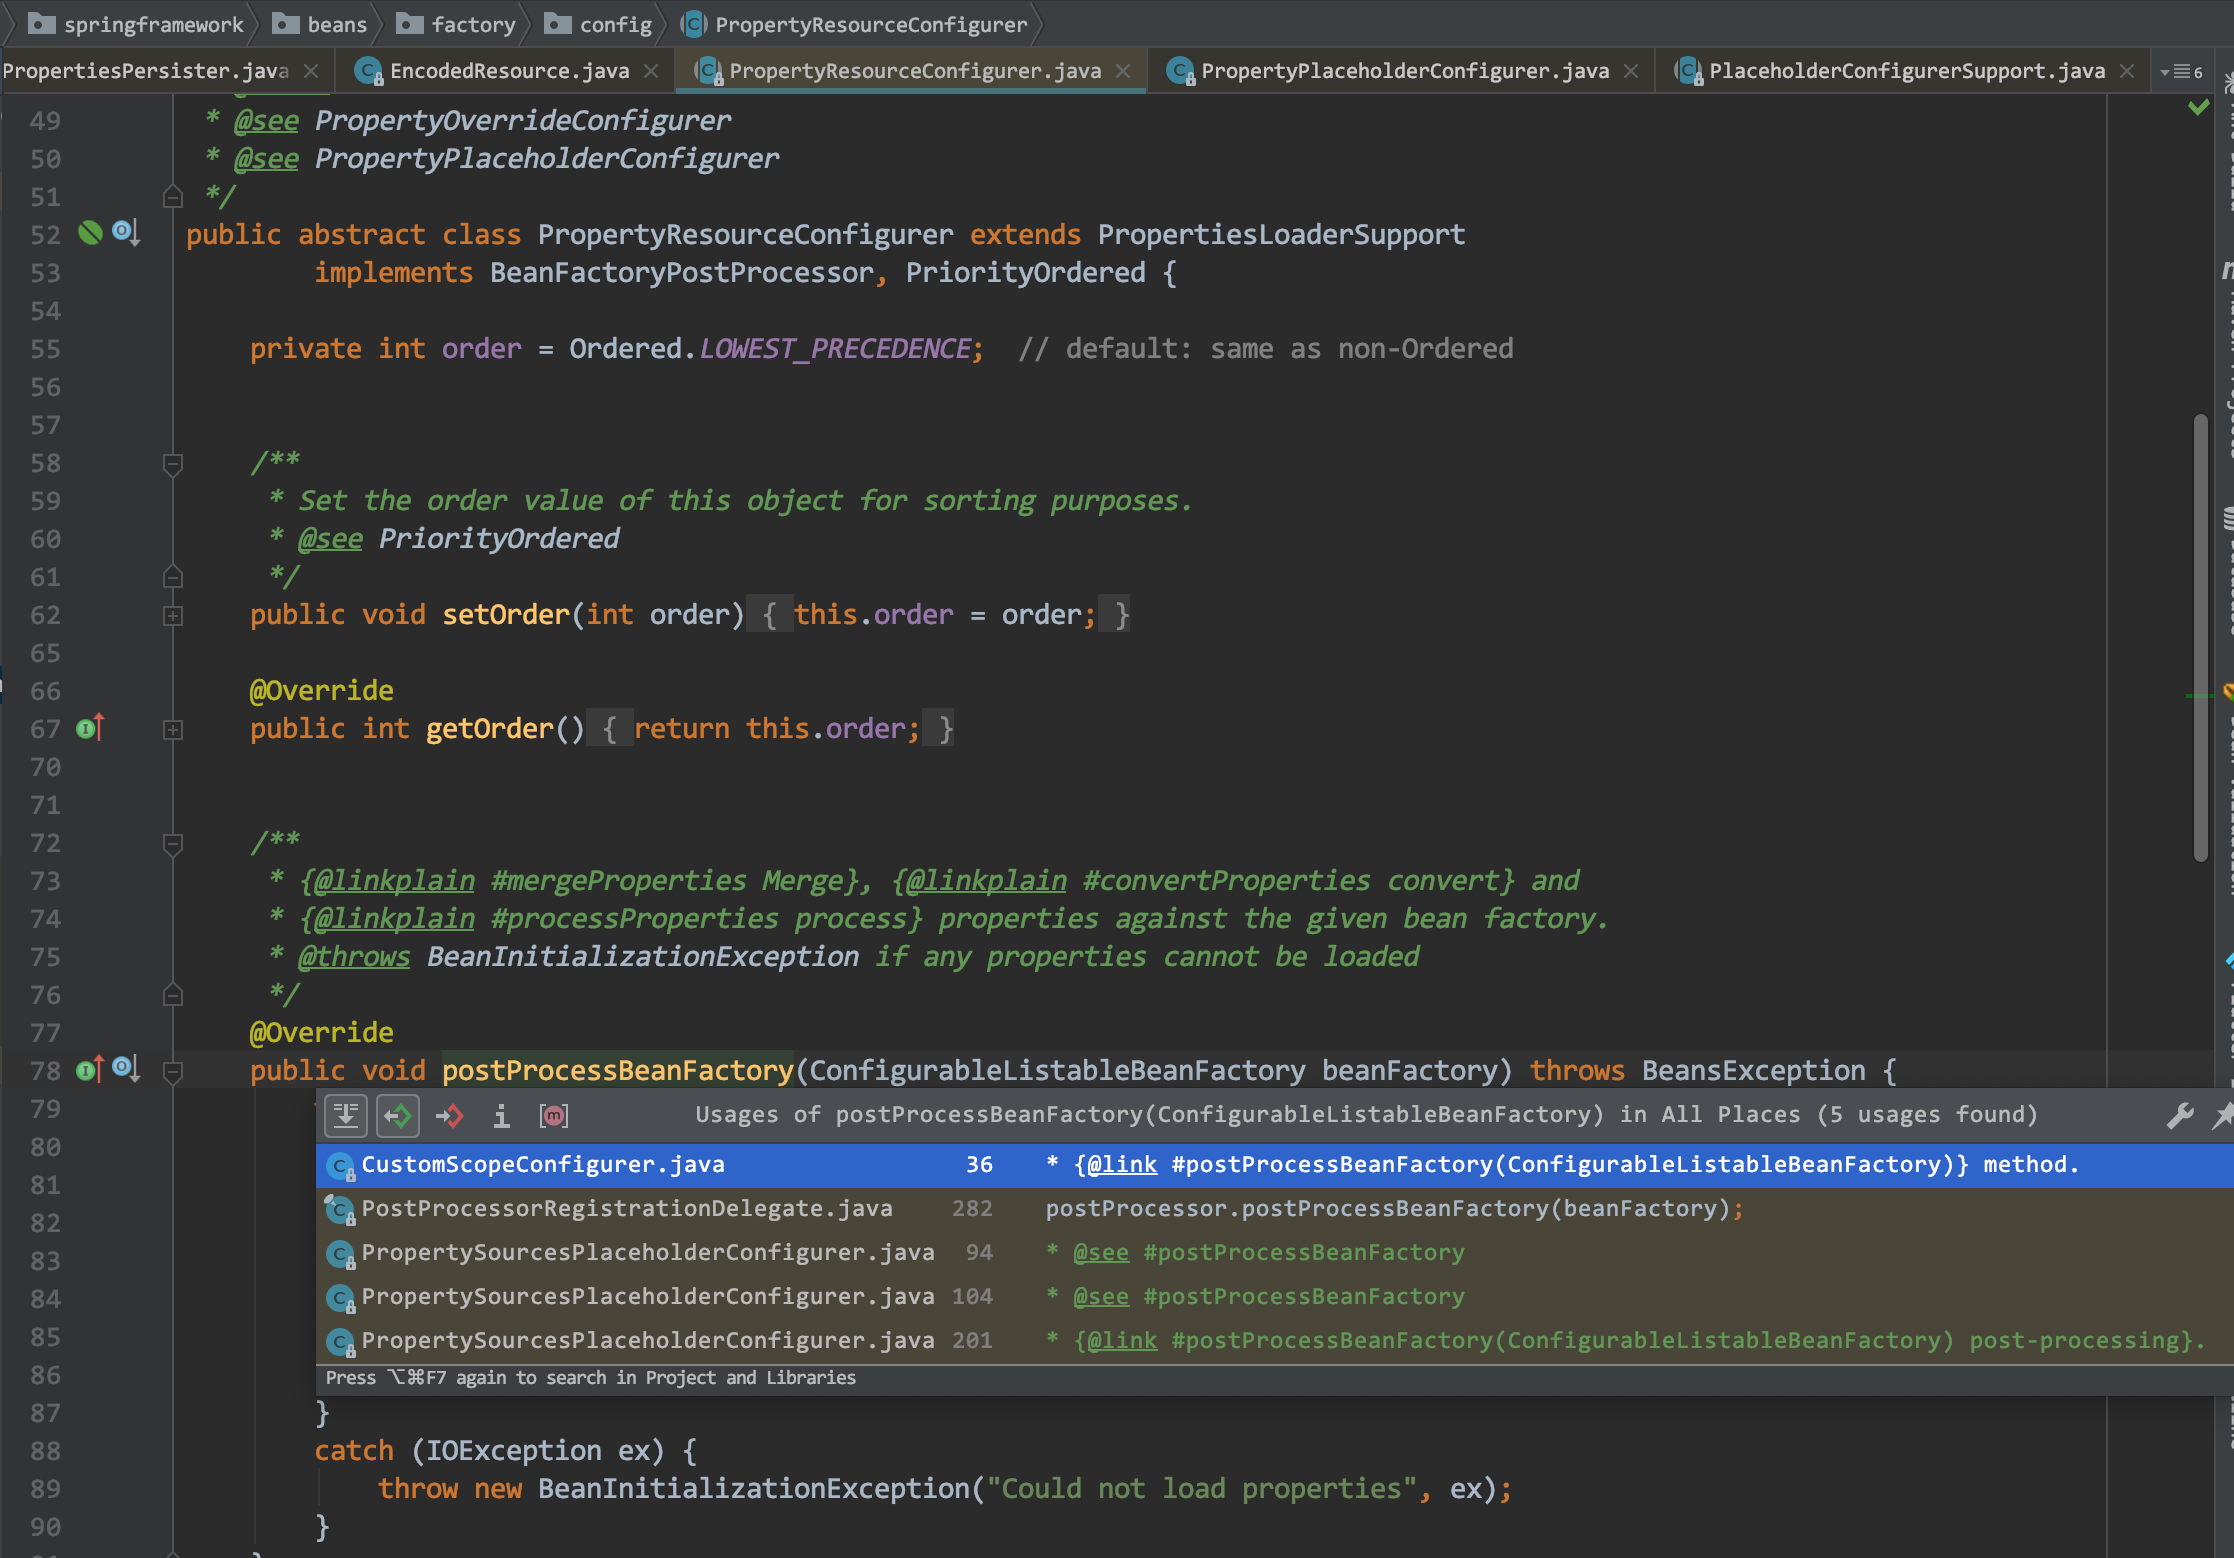 springframework beans factory config PropertyResourceConfigurer
PropertiesPersister.java EncodedResource.java PropertyResourceConfigurer.java PropertyPlaceholderConfigurer.java PlaceholderConfigurerSupport.java 6
49 * @see PropertyOverrideConfigurer
50 * @see PropertyPlaceholderConfigurer
51 */
52 public abstract class PropertyResourceConfigurer extends PropertiesLoaderSupport
53 implements BeanFactoryPostProcessor, PriorityOrdered {
54
55 private int order = Ordered.LOWEST_PRECEDENCE; // default: same as non-Ordered
56
57
58 /**
59 * Set the order value of this object for sorting purposes.
60 * @see PriorityOrdered
61 */
62 public void setOrder(int order) { this.order = order; }
65
66 @Override
67 public int getOrder() { return this.order; }
70
71
72 /**
73 * {@linkplain #mergeProperties Merge}, {@linkplain #convertProperties convert} and
74 * {@linkplain #processProperties process} properties against the given bean factory.
75 * @throws BeanInitializationException if any properties cannot be loaded
76 */
77 @Override
78 public void postProcessBeanFactory(ConfigurableListableBeanFactory beanFactory) throws BeansException {
79 Usages of postProcessBeanFactory(ConfigurableListableBeanFactory) in All Places (5 usages found)
80 CustomScopeConfigurer.java 36 * {@link #postProcessBeanFactory(ConfigurableListableBeanFactory)} method.
81
82 PostProcessorRegistrationDelegate.java 282 postProcessor.postProcessBeanFactory(beanFactory);
83 PropertySourcesPlaceholderConfigurer.java 94 * @see #postProcessBeanFactory
84 PropertySourcesPlaceholderConfigurer.java 104 * @see #postProcessBeanFactory
85 PropertySourcesPlaceholderConfigurer.java 201 * {@link #postProcessBeanFactory(ConfigurableListableBeanFactory) post-processing}.
86 Press ⌥⌘F7 again to search in Project and Libraries
87 }
88 catch (IOException ex) {
89 throw new BeanInitializationException("Could not load properties", ex);
90 }